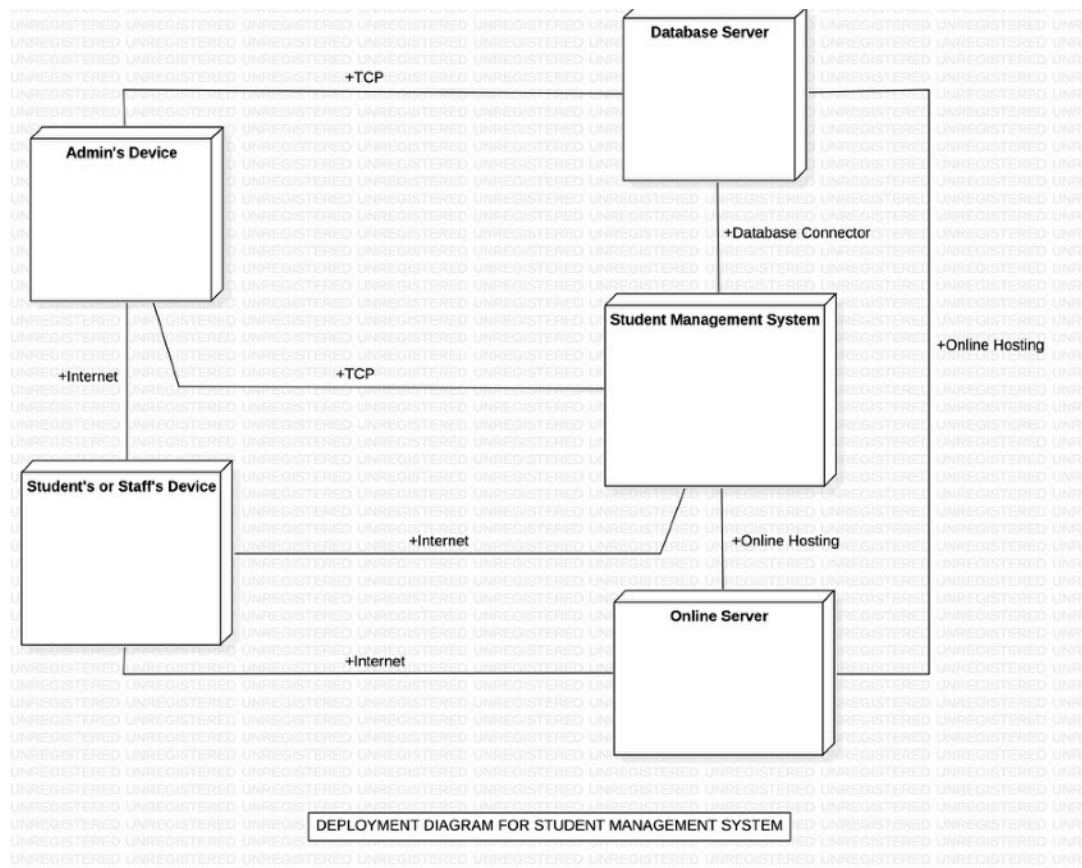 Database Server
+TCP
Admin's Device
+Database Connector
Student Management System
+Online Hosting
+Internet
+TCP
Student's or Staff's Device
+Internet
+Online Hosting
Online Server
+Internet
DEPLOYMENT DIAGRAM FOR STUDENT MANAGEMENT SYSTEM
UNREGISTERED